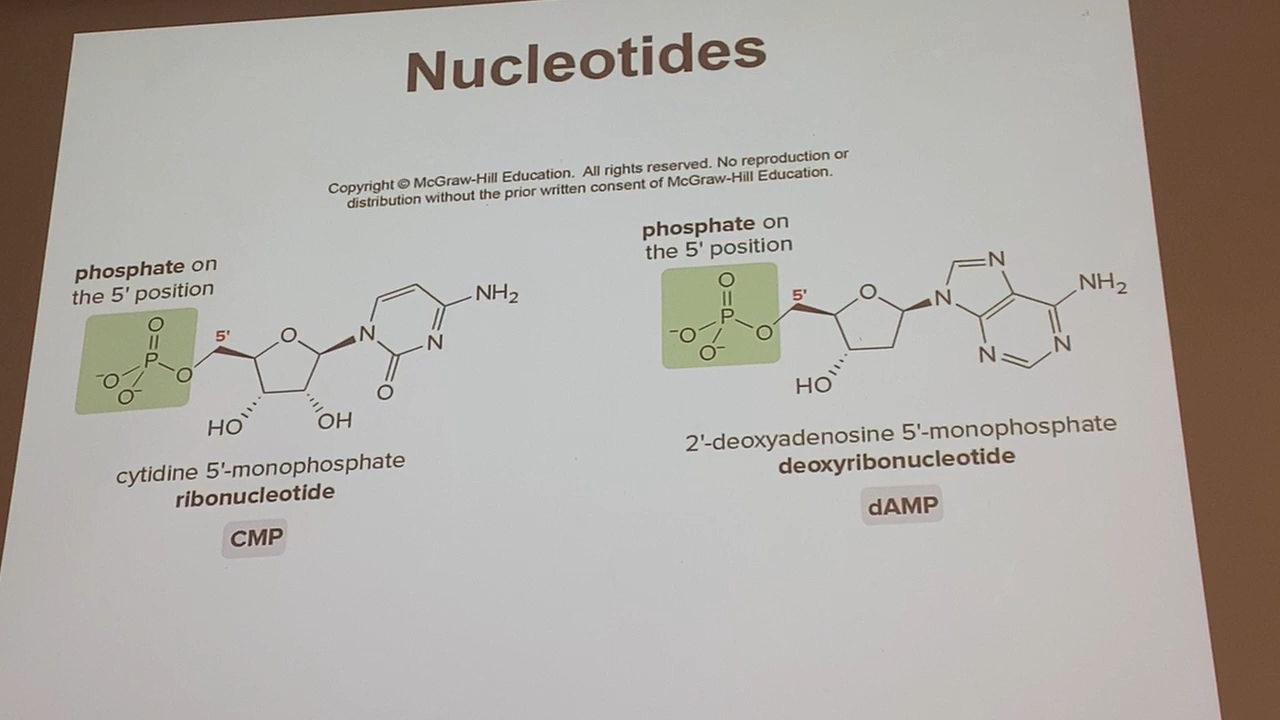 Nucleotides
Copyright © McGraw-Hill Education. All rights reserved. No reproduction or
distribution without the prior written consent of McGraw-Hill Education.
phosphate on
the 5' position
O
P
⁻O
O⁻
O
5'
O
HO
OH
N
N
O
NH₂
cytidine 5'-monophosphate
ribonucleotide
CMP
phosphate on
the 5' position
O
P
⁻O
O⁻
O
5'
O
HO
N
N
N
N
NH₂
2'-deoxyadenosine 5'-monophosphate
deoxyribonucleotide
dAMP